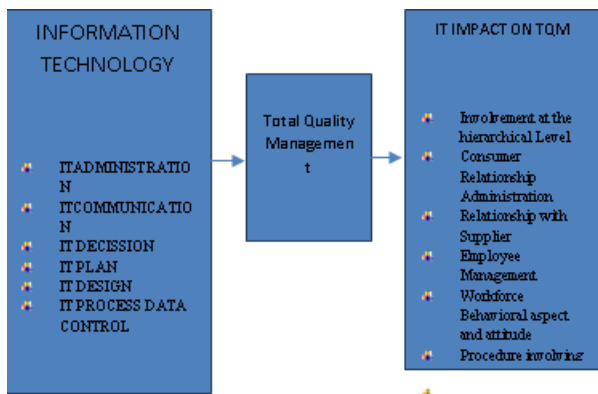 INFORMATION
TECHNOLOGY
ITADMINISTRATIO
N
ITCOMMUNICATIO
N
IT DECISSION
IT PLAN
IT DESIGN
IT PROCESS DATA
CONTROL
Total Quality
Managemen
t
IT IMPACT ON TQM
Involvement at the
hierarchical Level
Consumer
Relationship
Administration
Relationship with
Supplier
Employee
Management
Workforce
Behavioral aspect
and attitude
Procedure involving